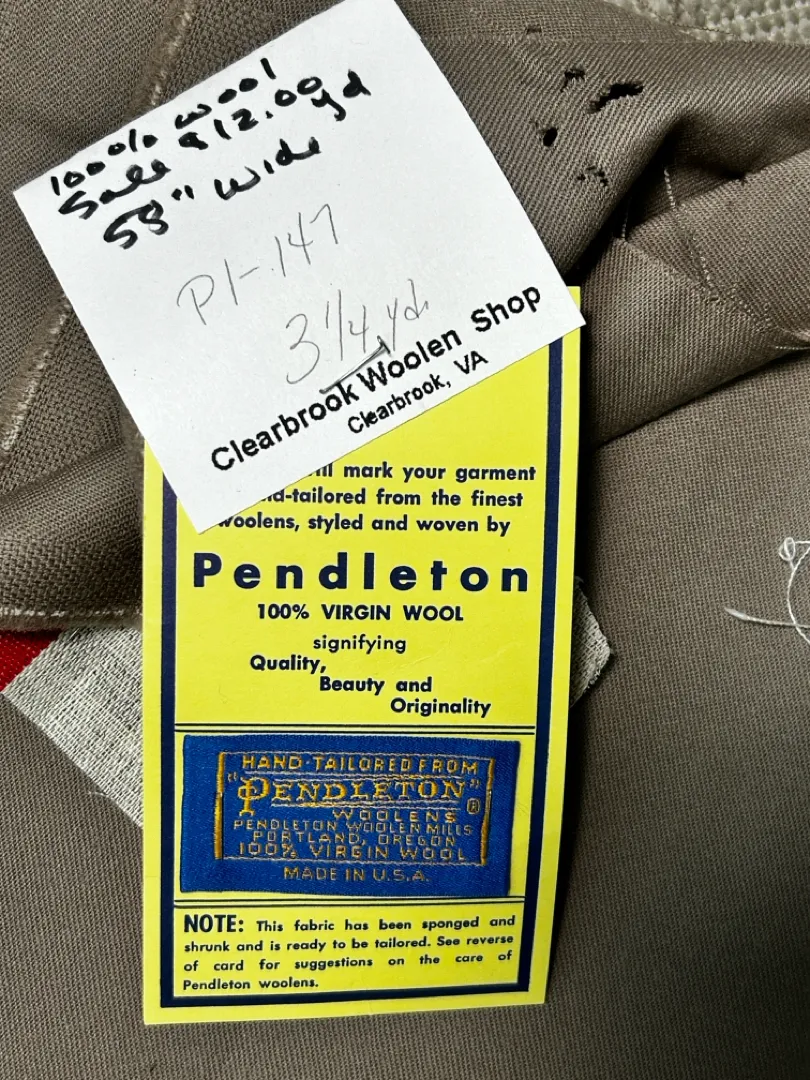 100% wool
Sale $12.00 yd
58" wide
P1-147
3 1/4 yd
Clearbrook Woolen Shop
Clearbrook, VA
mark your garment
-tailored from the finest
woolens, styled and woven by
Pendleton
100% VIRGIN WOOL
signifying
Quality,
Beauty and
Originality
HAND-TAILORED FROM
"PENDLETON"®
WOOLENS
PENDLETON WOOLEN MILLS
PORTLAND, OREGON
100% VIRGIN WOOL
MADE IN U.S.A.
NOTE: This fabric has been sponged and
shrunk and is ready to be tailored. See reverse
of card for suggestions on the care of
Pendleton woolens.